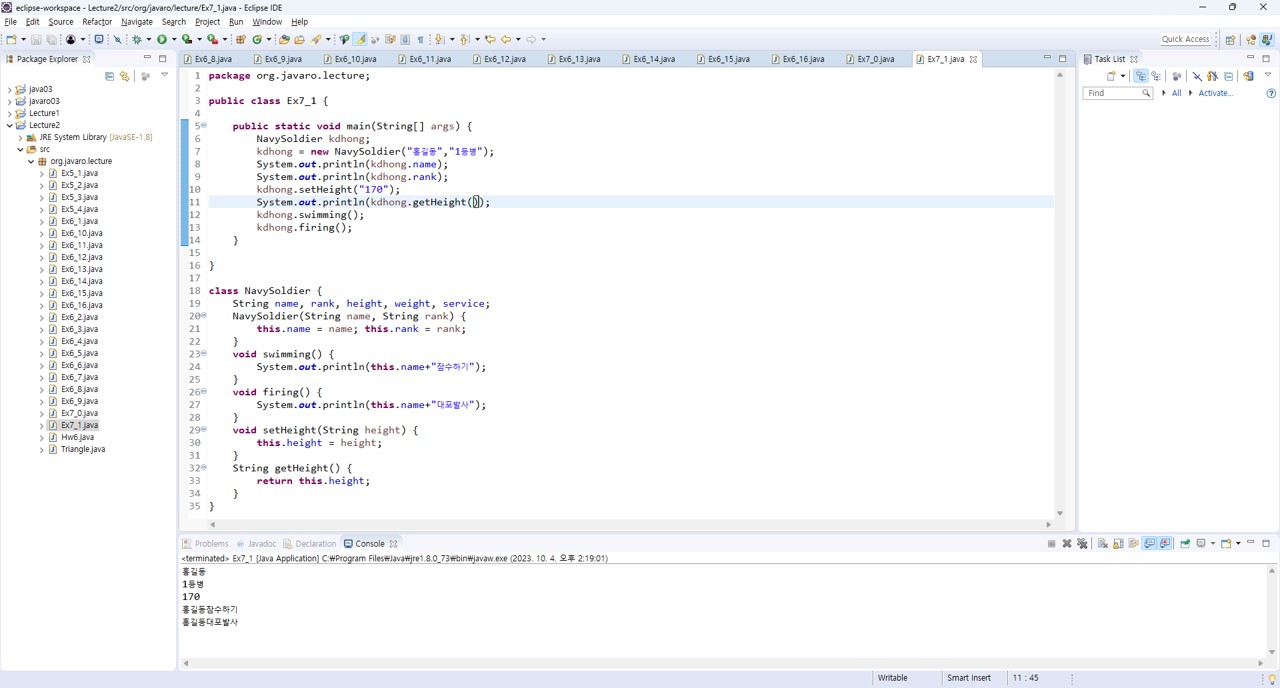 eclipse-workspace - Lecture2/src/org/javaro/lecture/Ex7_1.java - Eclipse IDE
File Edit Source Refactor Navigate Search Project Run Window Help
Quick Access
Package Explorer
Ex6_8.java Ex6_9.java Ex6_10.java Ex6_11.java Ex6_12.java Ex6_13.java Ex6_14.java Ex6_15.java Ex6_16.java Ex7_0.java Ex7_1.java
Task List
Find All Activate...
java03
javaro03
Lecture1
Lecture2
JRE System Library [JavaSE-1.8]
src
org.javaro.lecture
Ex5_1.java
Ex5_2.java
Ex5_3.java
Ex5_4.java
Ex6_1.java
Ex6_10.java
Ex6_11.java
Ex6_12.java
Ex6_13.java
Ex6_14.java
Ex6_15.java
Ex6_16.java
Ex6_2.java
Ex6_3.java
Ex6_4.java
Ex6_5.java
Ex6_6.java
Ex6_7.java
Ex6_8.java
Ex6_9.java
Ex7_0.java
Ex7_1.java
Hw6.java
Triangle.java
1 package org.javaro.lecture;
2
3 public class Ex7_1 {
4
5 public static void main(String[] args) {
6 NavySoldier kdhong;
7 kdhong = new NavySoldier("홍길동","1등병");
8 System.out.println(kdhong.name);
9 System.out.println(kdhong.rank);
10 kdhong.setHeight("170");
11 System.out.println(kdhong.getHeight());
12 kdhong.swimming();
13 kdhong.firing();
14 }
15
16 }
17
18 class NavySoldier {
19 String name, rank, height, weight, service;
20 NavySoldier(String name, String rank) {
21 this.name = name; this.rank = rank;
22 }
23 void swimming() {
24 System.out.println(this.name+"잠수하기");
25 }
26 void firing() {
27 System.out.println(this.name+"대포발사");
28 }
29 void setHeight(String height) {
30 this.height = height;
31 }
32 String getHeight() {
33 return this.height;
34 }
35 }
Problems Javadoc Declaration Console
<terminated> Ex7_1 [Java Application] C:₩Program Files₩Java₩jre1.8.0_73₩bin₩javaw.exe (2023. 10. 4. 오후 2:19:01)
홍길동
1등병
170
홍길동잠수하기
홍길동대포발사
Writable Smart Insert 11 : 45